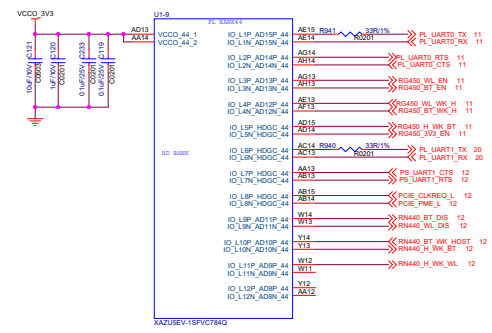 VCCO_3V3
U1-9
PL BANK44
AD13 VCCO_44_1
AA14 VCCO_44_2
10uF/10V C121 C0603
1uF/10V C120 C0201
0.1uF/25V C233 C0201
0.1uF/25V C119 C0201
HD BANK
IO_L1P_AD15P_44 AE15 R941 33R/1% PL_UART0_TX 11
IO_L1N_AD15N_44 AE14 R0201 PL_UART0_RX 11
IO_L2P_AD14P_44 AG14 PL_UART0_RTS 11
IO_L2N_AD14N_44 AH14 PL_UART0_CTS 11
IO_L3P_AD13P_44 AG13 RG450_WL_EN 11
IO_L3N_AD13N_44 AH13 RG450_BT_EN 11
IO_L4P_AD12P_44 AE13 RG450_WL_WK_H 11
IO_L4N_AD12N_44 AF13 RG450_BT_WK_H 11
IO_L5P_HDGC_44 AD15 RG450_H_WK_BT 11
IO_L5N_HDGC_44 AD14 RG450_3V3_EN 11
IO_L6P_HDGC_44 AC14 R940 33R/1% PL_UART1_TX 20
IO_L6N_HDGC_44 AC13 R0201 PL_UART1_RX 20
IO_L7P_HDGC_44 AA13 PS_UART1_CTS 12
IO_L7N_HDGC_44 AB13 PS_UART1_RTS 12
IO_L8P_HDGC_44 AB15 PCIE_CLKREQ_L 12
IO_L8N_HDGC_44 AB14 PCIE_PME_L 12
IO_L9P_AD11P_44 W14 RN440_BT_DIS 12
IO_L9N_AD11N_44 W13 RN440_WL_DIS 12
IO_L10P_AD10P_44 Y14 RN440_BT_WK_HOST 12
IO_L10N_AD10N_44 Y13 RN440_H_WK_BT 12
IO_L11P_AD9P_44 W12 RN440_H_WK_WL 12
IO_L11N_AD9N_44 W11
IO_L12P_AD8P_44 Y12
IO_L12N_AD8N_44 AA12
XAZU5EV-1SFVC784Q